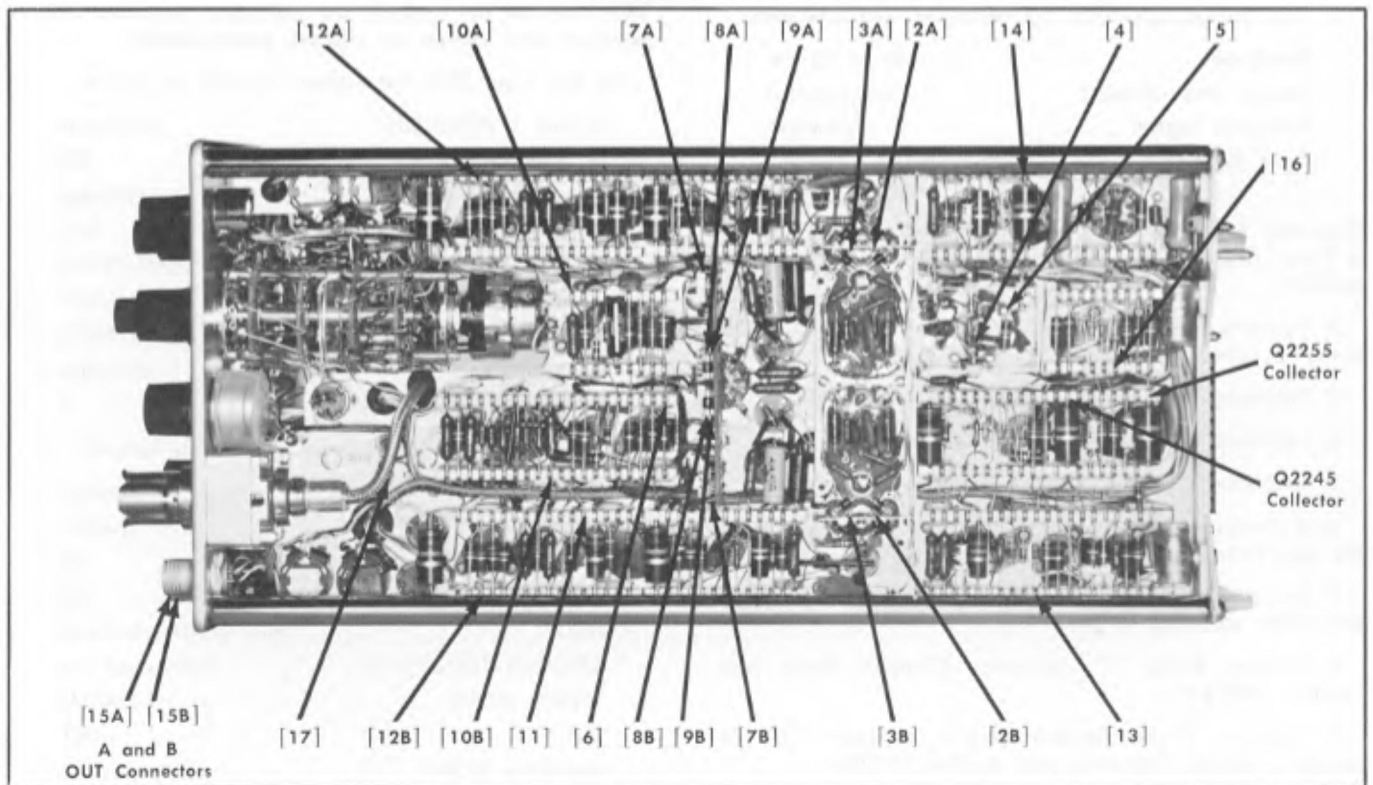 [12A] [10A] [7A] [8A] [9A] [3A] [2A] [14] [4] [5]
[16]
Q2255
Collector
Q2245
Collector
[15A] [15B]
A and B
OUT Connectors
[17] [12B] [10B] [11] [6] [8B] [9B] [7B] [3B] [2B] [13]